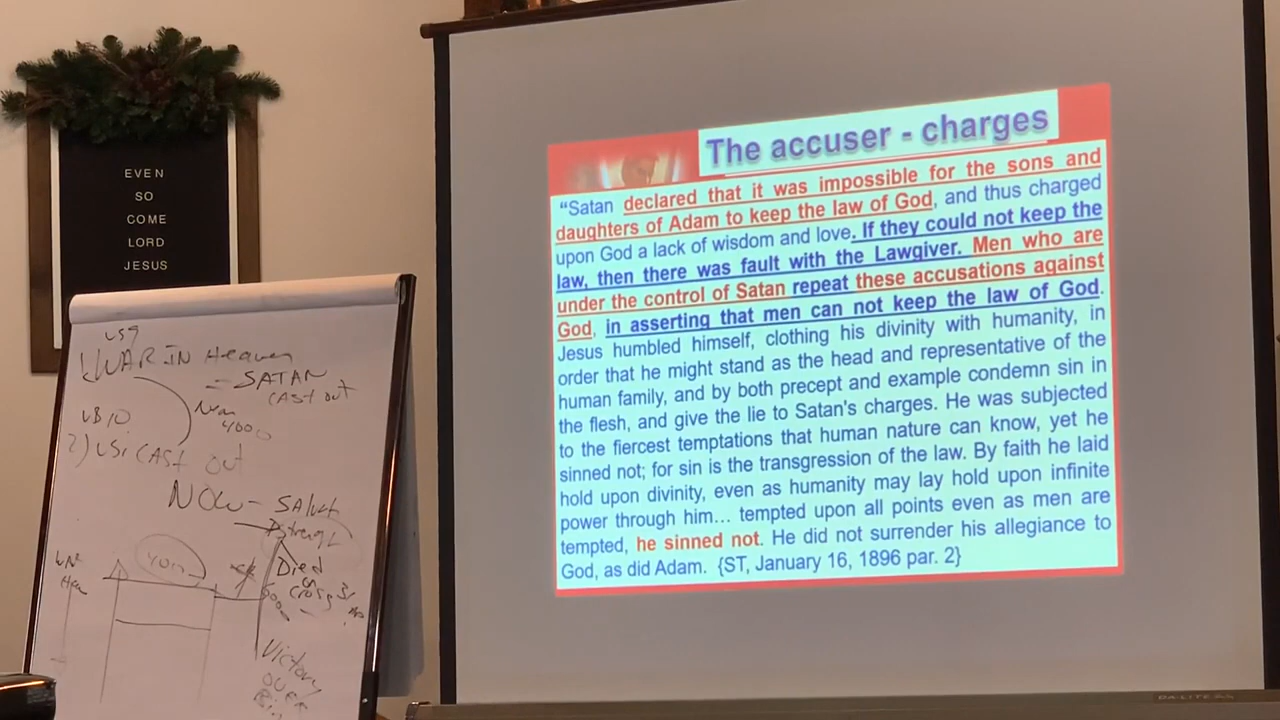 EVEN
SO
COME
LORD
JESUS
vs 9
1) WAR IN Heaven
= SATAN
CAST out
4000
VB10
2) CAST out
NOW - SALvat
Died
on
Cross
Victory
OVER
The accuser - charges
“Satan declared that it was impossible for the sons and
daughters of Adam to keep the law of God, and thus charged
upon God a lack of wisdom and love. If they could not keep the
law, then there was fault with the Lawgiver. Men who are
under the control of Satan repeat these accusations against
God, in asserting that men can not keep the law of God.
Jesus humbled himself, clothing his divinity with humanity, in
order that he might stand as the head and representative of the
human family, and by both precept and example condemn sin in
the flesh, and give the lie to Satan's charges. He was subjected
to the fiercest temptations that human nature can know, yet he
sinned not; for sin is the transgression of the law. By faith he laid
hold upon divinity, even as humanity may lay hold upon infinite
power through him... tempted upon all points even as men are
tempted, he sinned not. He did not surrender his allegiance to
God, as did Adam. {ST, January 16, 1896 par. 2}
DA-LITE